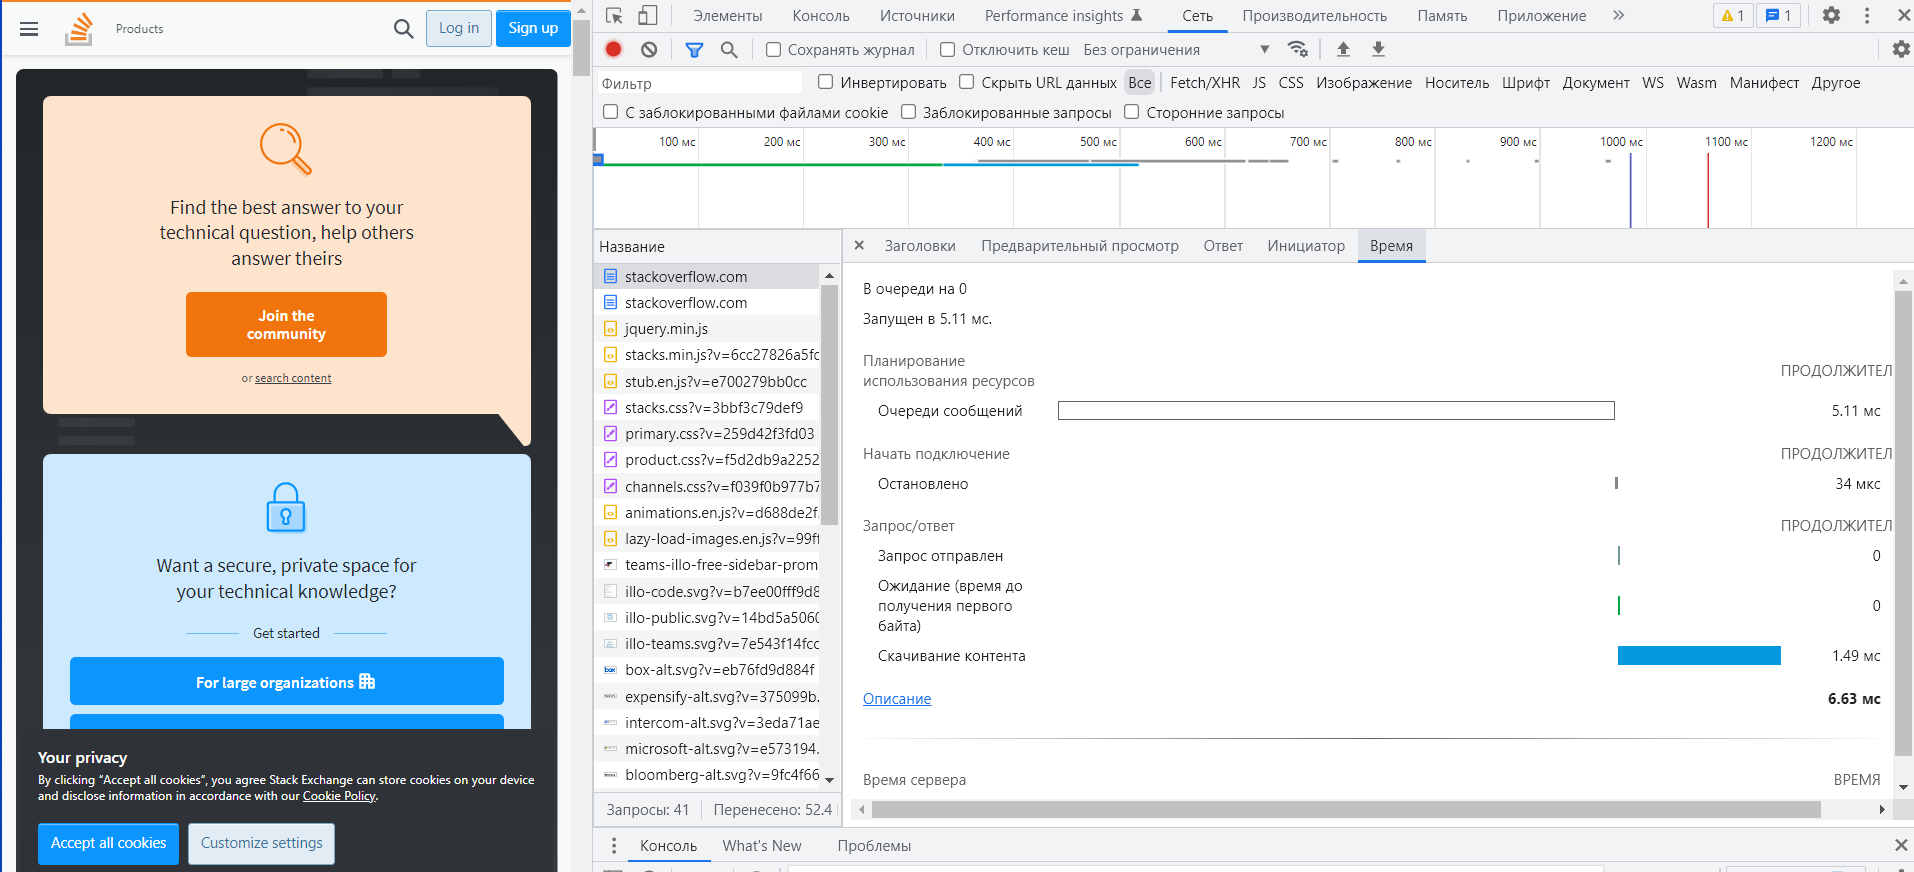 Products
Log in
Sign up
Find the best answer to your
technical question, help others
answer theirs
Join the
community
or search content
Want a secure, private space for
your technical knowledge?
Get started
For large organizations
Your privacy
By clicking “Accept all cookies”, you agree Stack Exchange can store cookies on your device
and disclose information in accordance with our Cookie Policy.
Accept all cookies
Customize settings
Элементы
Консоль
Источники
Performance insights
Сеть
Производительность
Память
Приложение
1
1
Сохранять журнал
Отключить кеш
Без ограничения
Фильтр
Инвертировать
Скрыть URL данных
Все
Fetch/XHR
JS
CSS
Изображение
Носитель
Шрифт
Документ
WS
Wasm
Манифест
Другое
С заблокированными файлами cookie
Заблокированные запросы
Сторонние запросы
100 мс
200 мс
300 мс
400 мс
500 мс
600 мс
700 мс
800 мс
900 мс
1000 мс
1100 мс
1200 мс
Название
stackoverflow.com
stackoverflow.com
jquery.min.js
stacks.min.js?v=6cc27826a5fc
stub.en.js?v=e700279bb0cc
stacks.css?v=3bbf3c79def9
primary.css?v=259d42f3fd03
product.css?v=f5d2db9a2252
channels.css?v=f039f0b977b7
animations.en.js?v=d688de2f
lazy-load-images.en.js?v=99ff
teams-illo-free-sidebar-prom
illo-code.svg?v=b7ee00fff9d8
illo-public.svg?v=14bd5a5060
illo-teams.svg?v=7e543f14fcc
box-alt.svg?v=eb76fd9d884f
expensify-alt.svg?v=375099b
intercom-alt.svg?v=3eda71ae
microsoft-alt.svg?v=e573194
bloomberg-alt.svg?v=9fc4f66
Запросы: 41
Перенесено: 52.4
Заголовки
Предварительный просмотр
Ответ
Инициатор
Время
В очереди на 0
Запущен в 5.11 мс.
Планирование
использования ресурсов
ПРОДОЛЖИТЕЛ
Очереди сообщений
5.11 мс
Начать подключение
ПРОДОЛЖИТЕЛ
Остановлено
34 мкс
Запрос/ответ
ПРОДОЛЖИТЕЛ
Запрос отправлен
0
Ожидание (время до
получения первого
байта)
0
Скачивание контента
1.49 мс
Описание
6.63 мс
Время сервера
ВРЕМЯ
Консоль
What's New
Проблемы